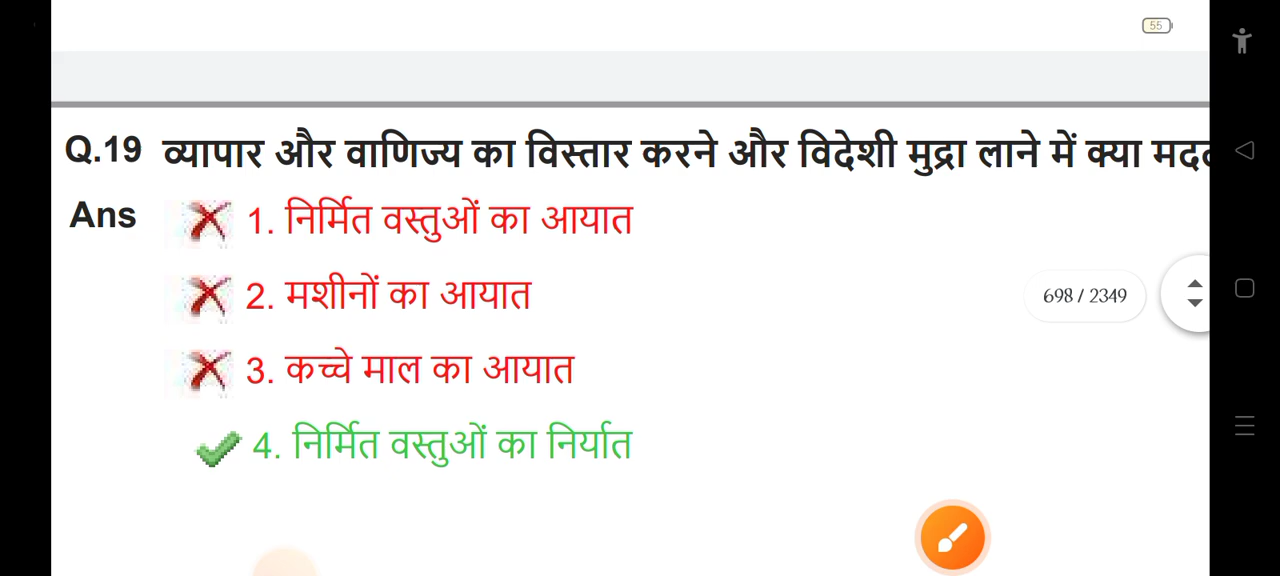 55
Q.19 व्यापार और वाणिज्य का विस्तार करने और विदेशी मुद्रा लाने में क्या
Ans 1. निर्मित वस्तुओं का आयात
2. मशीनों का आयात
698 / 2349
3. कच्चे माल का आयात
4. निर्मित वस्तुओं का निर्यात